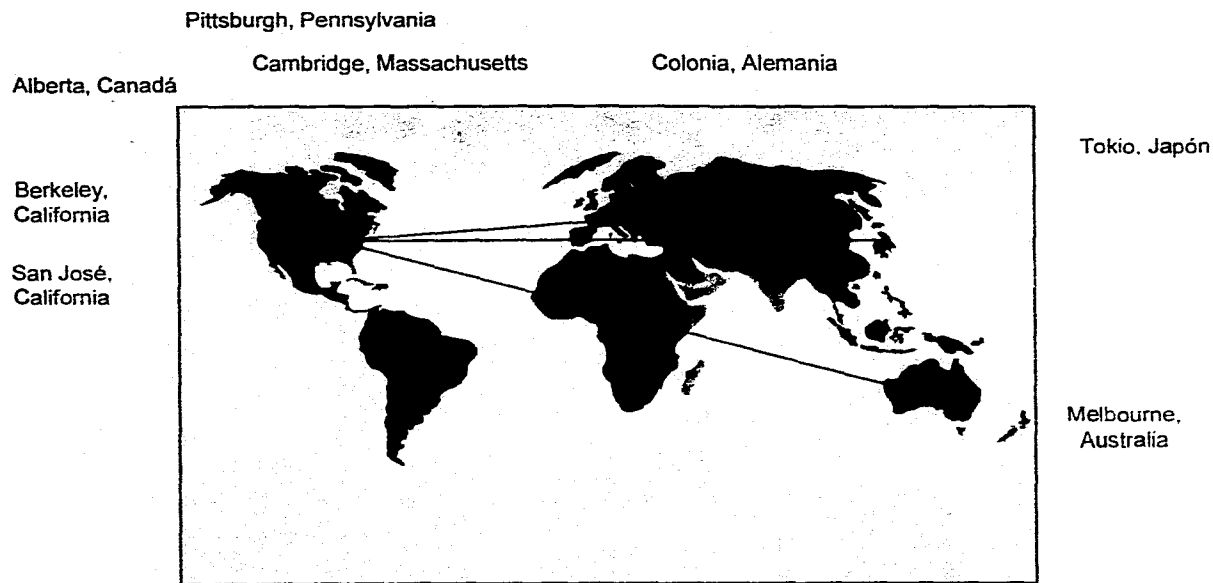 Pittsburgh, Pennsylvania
Cambridge, Massachusetts
Colonia, Alemania
Alberta, Canadá
Tokio, Japón
Berkeley,
California
San José,
California
Melbourne,
Australia